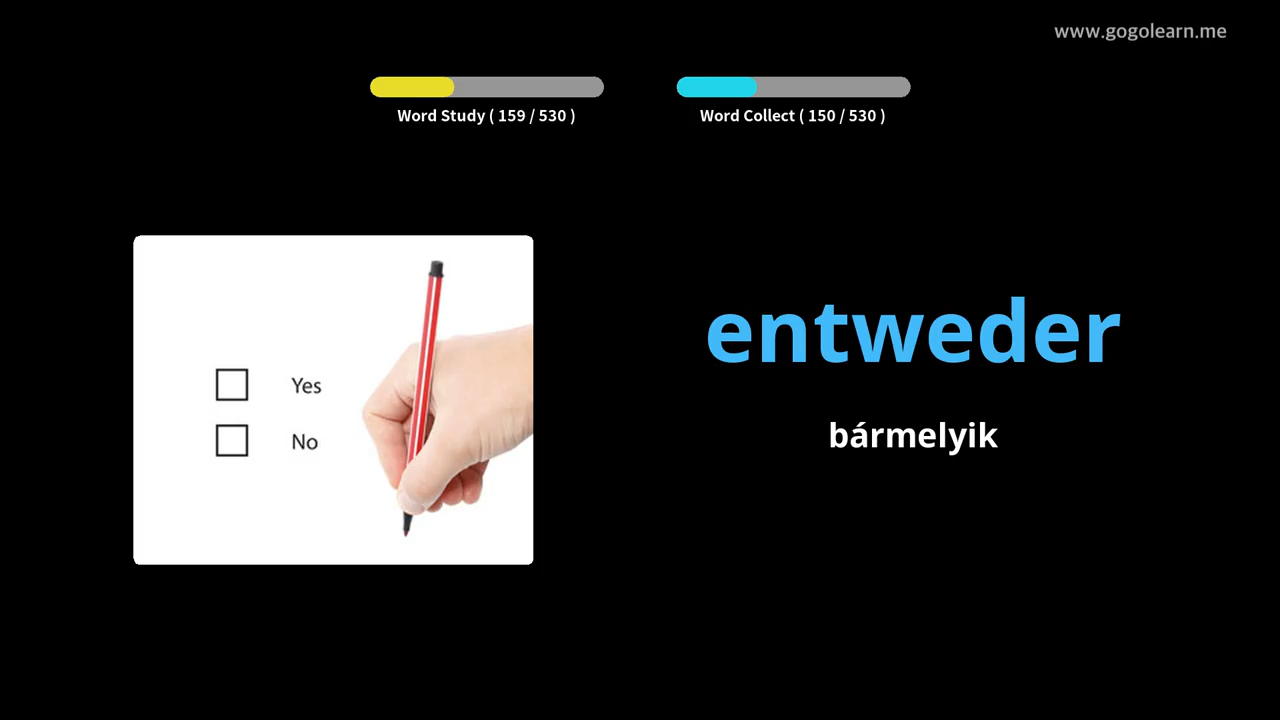 www.gogolearn.me
Word Study ( 159 / 530 )
Word Collect ( 150 / 530 )
Yes
No
entweder
bármelyik